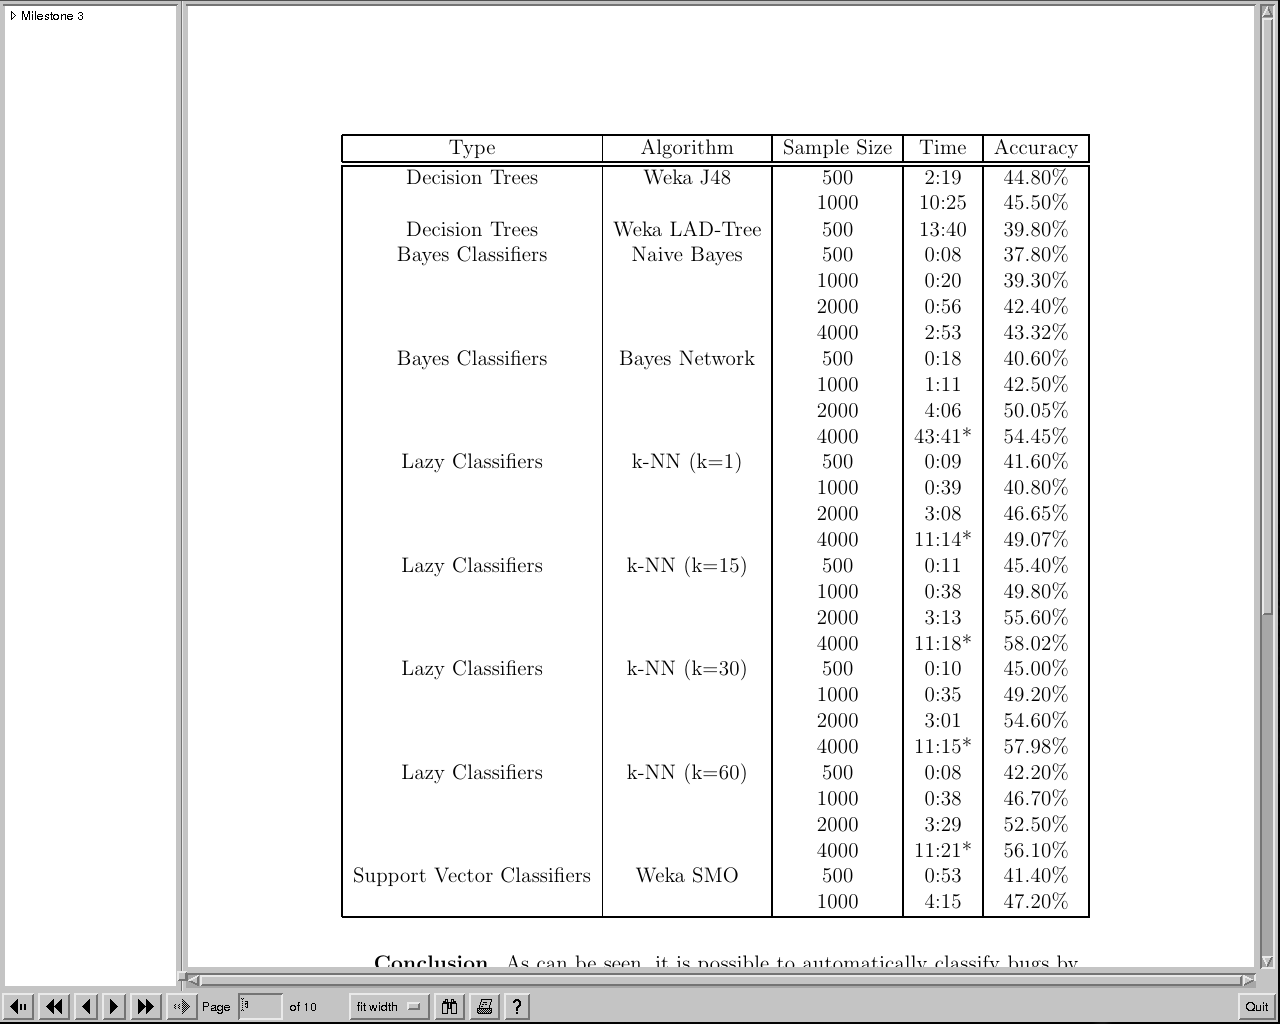 Milestone 3
Type Algorithm Sample Size Time Accuracy
Decision Trees Weka J48 500 2:19 44.80%
1000 10:25 45.50%
Decision Trees Weka LAD-Tree 500 13:40 39.80%
Bayes Classifiers Naive Bayes 500 0:08 37.80%
1000 0:20 39.30%
2000 0:56 42.40%
4000 2:53 43.32%
Bayes Classifiers Bayes Network 500 0:18 40.60%
1000 1:11 42.50%
2000 4:06 50.05%
4000 43:41* 54.45%
Lazy Classifiers k-NN (k=1) 500 0:09 41.60%
1000 0:39 40.80%
2000 3:08 46.65%
4000 11:14* 49.07%
Lazy Classifiers k-NN (k=15) 500 0:11 45.40%
1000 0:38 49.80%
2000 3:13 55.60%
4000 11:18* 58.02%
Lazy Classifiers k-NN (k=30) 500 0:10 45.00%
1000 0:35 49.20%
2000 3:01 54.60%
4000 11:15* 57.98%
Lazy Classifiers k-NN (k=60) 500 0:08 42.20%
1000 0:38 46.70%
2000 3:29 52.50%
4000 11:21* 56.10%
Support Vector Classifiers Weka SMO 500 0:53 41.40%
1000 4:15 47.20%
Conclusion As can be seen, it is possible to automatically classify bugs by
Page of 10 fit width ? Quit